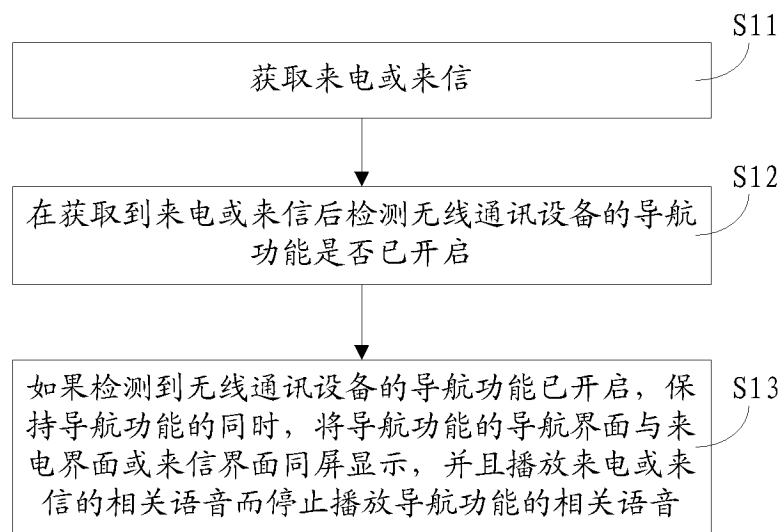 S11
获取来电或来信
S12
在获取到来电或来信后检测无线通讯设备的导航
功能是否已开启
S13
如果检测到无线通讯设备的导航功能已开启，保
持导航功能的同时，将导航功能的导航界面与来
电界面或来信界面同屏显示，并且播放来电或来
信的相关语音而停止播放导航功能的相关语音